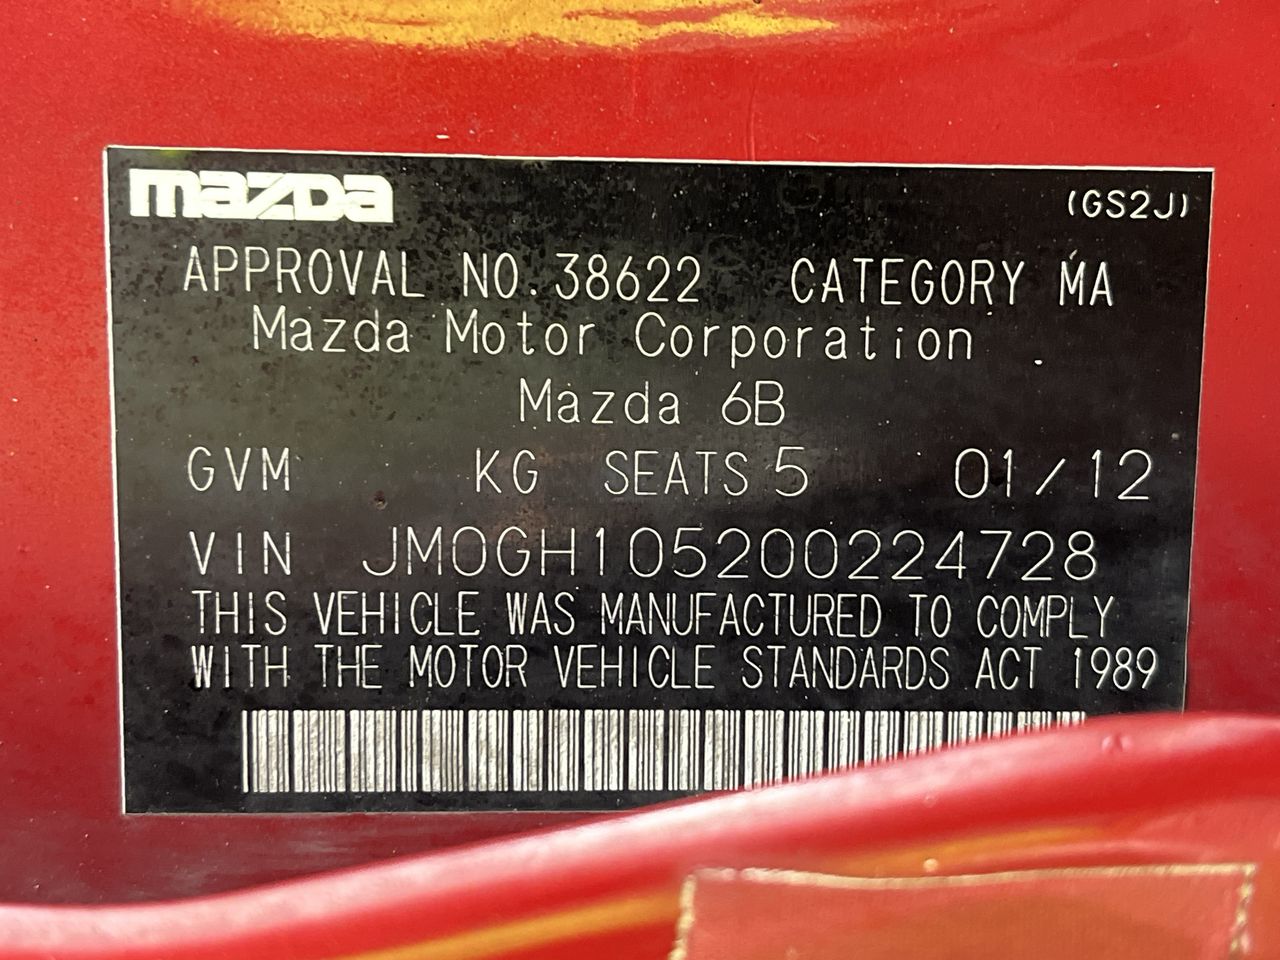 mazda (GS2J)
APPROVAL NO. 38622 CATEGORY MA
Mazda Motor Corporation
Mazda 6B
GVM KG SEATS 5 01/12
VIN JM0GH105200224728
THIS VEHICLE WAS MANUFACTURED TO COMPLY
WITH THE MOTOR VEHICLE STANDARDS ACT 1989